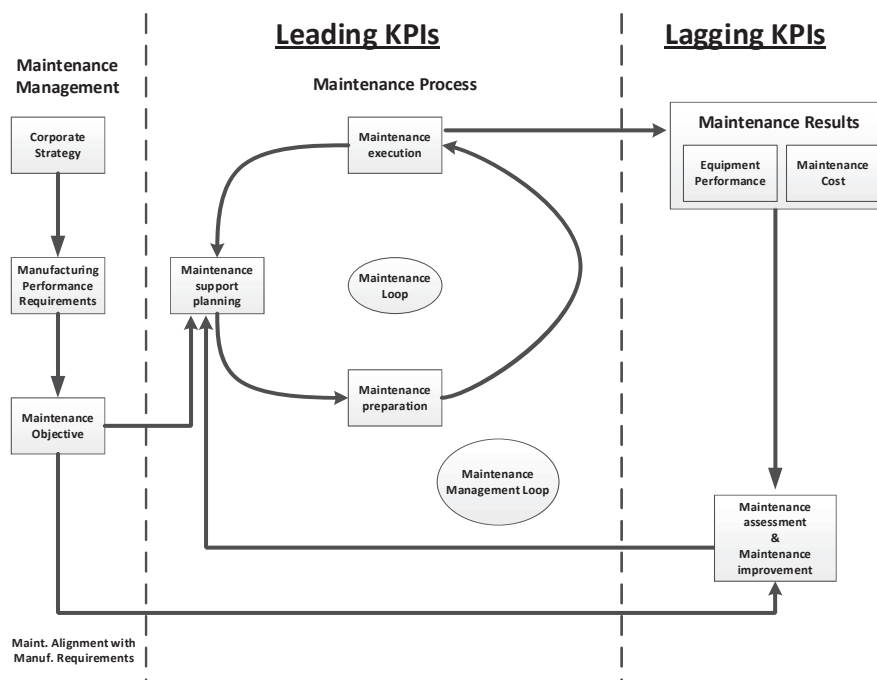 Leading KPIs
Lagging KPIs
Maintenance
Management
Maintenance Process
Corporate
Strategy
Maintenance
execution
Maintenance Results
Equipment
Performance
Maintenance
Cost
Manufacturing
Performance
Requirements
Maintenance
support
planning
Maintenance
Loop
Maintenance
Objective
Maintenance
preparation
Maintenance
Management Loop
Maintenance
assessment
&
Maintenance
improvement
Maint. Alignment with
Manuf. Requirements